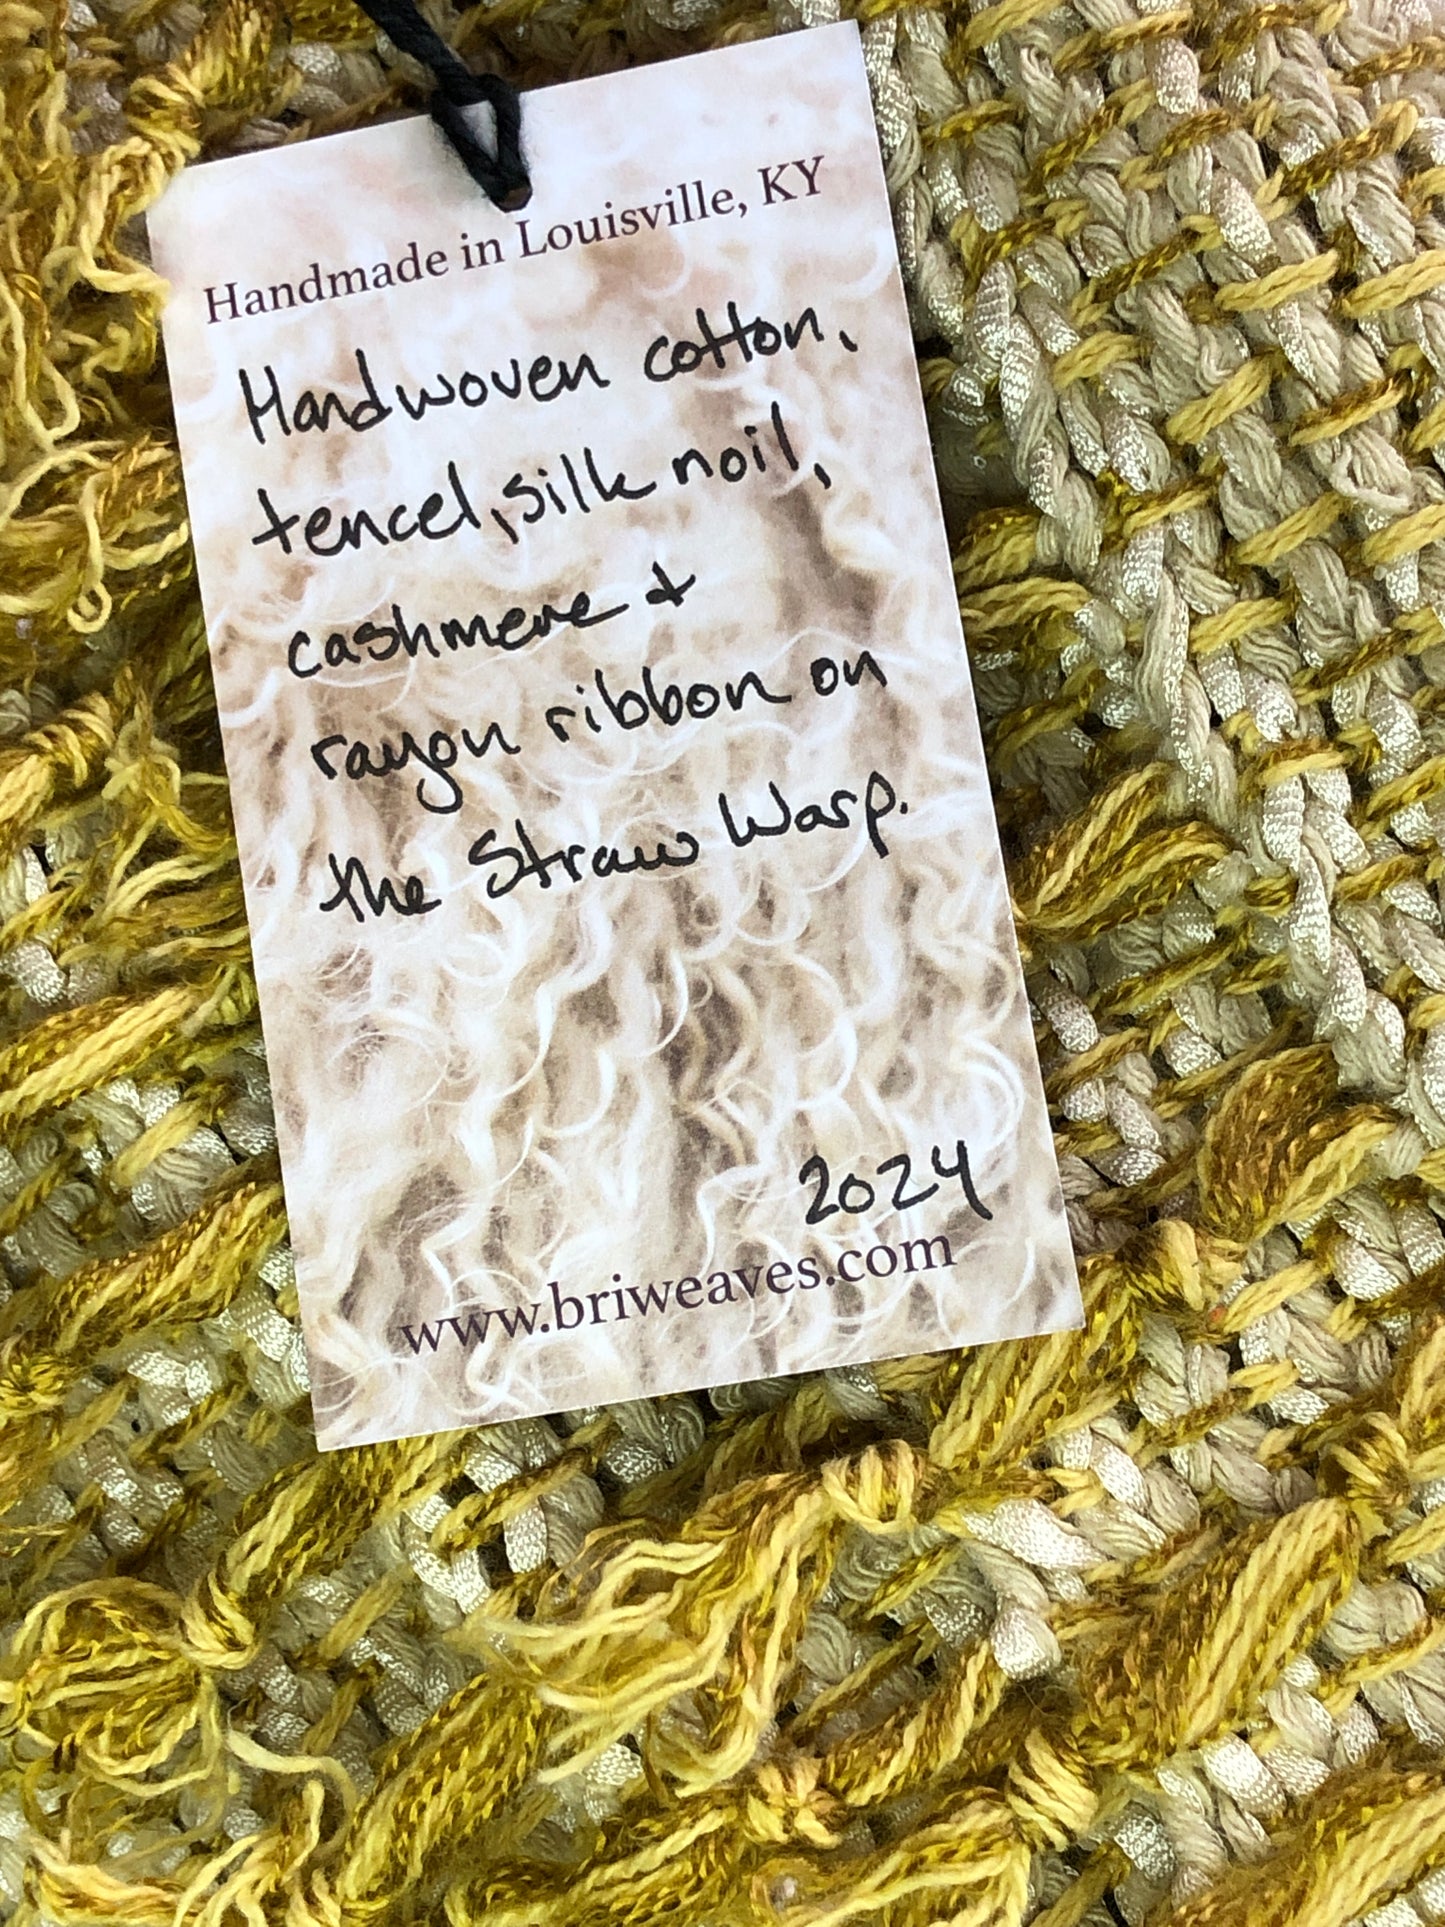 Handmade in Louisville, KY
Handwoven cotton,
tencel, silk noil,
cashmere &
rayon ribbon on
the Straw Warp.
2024
www.briweaves.com